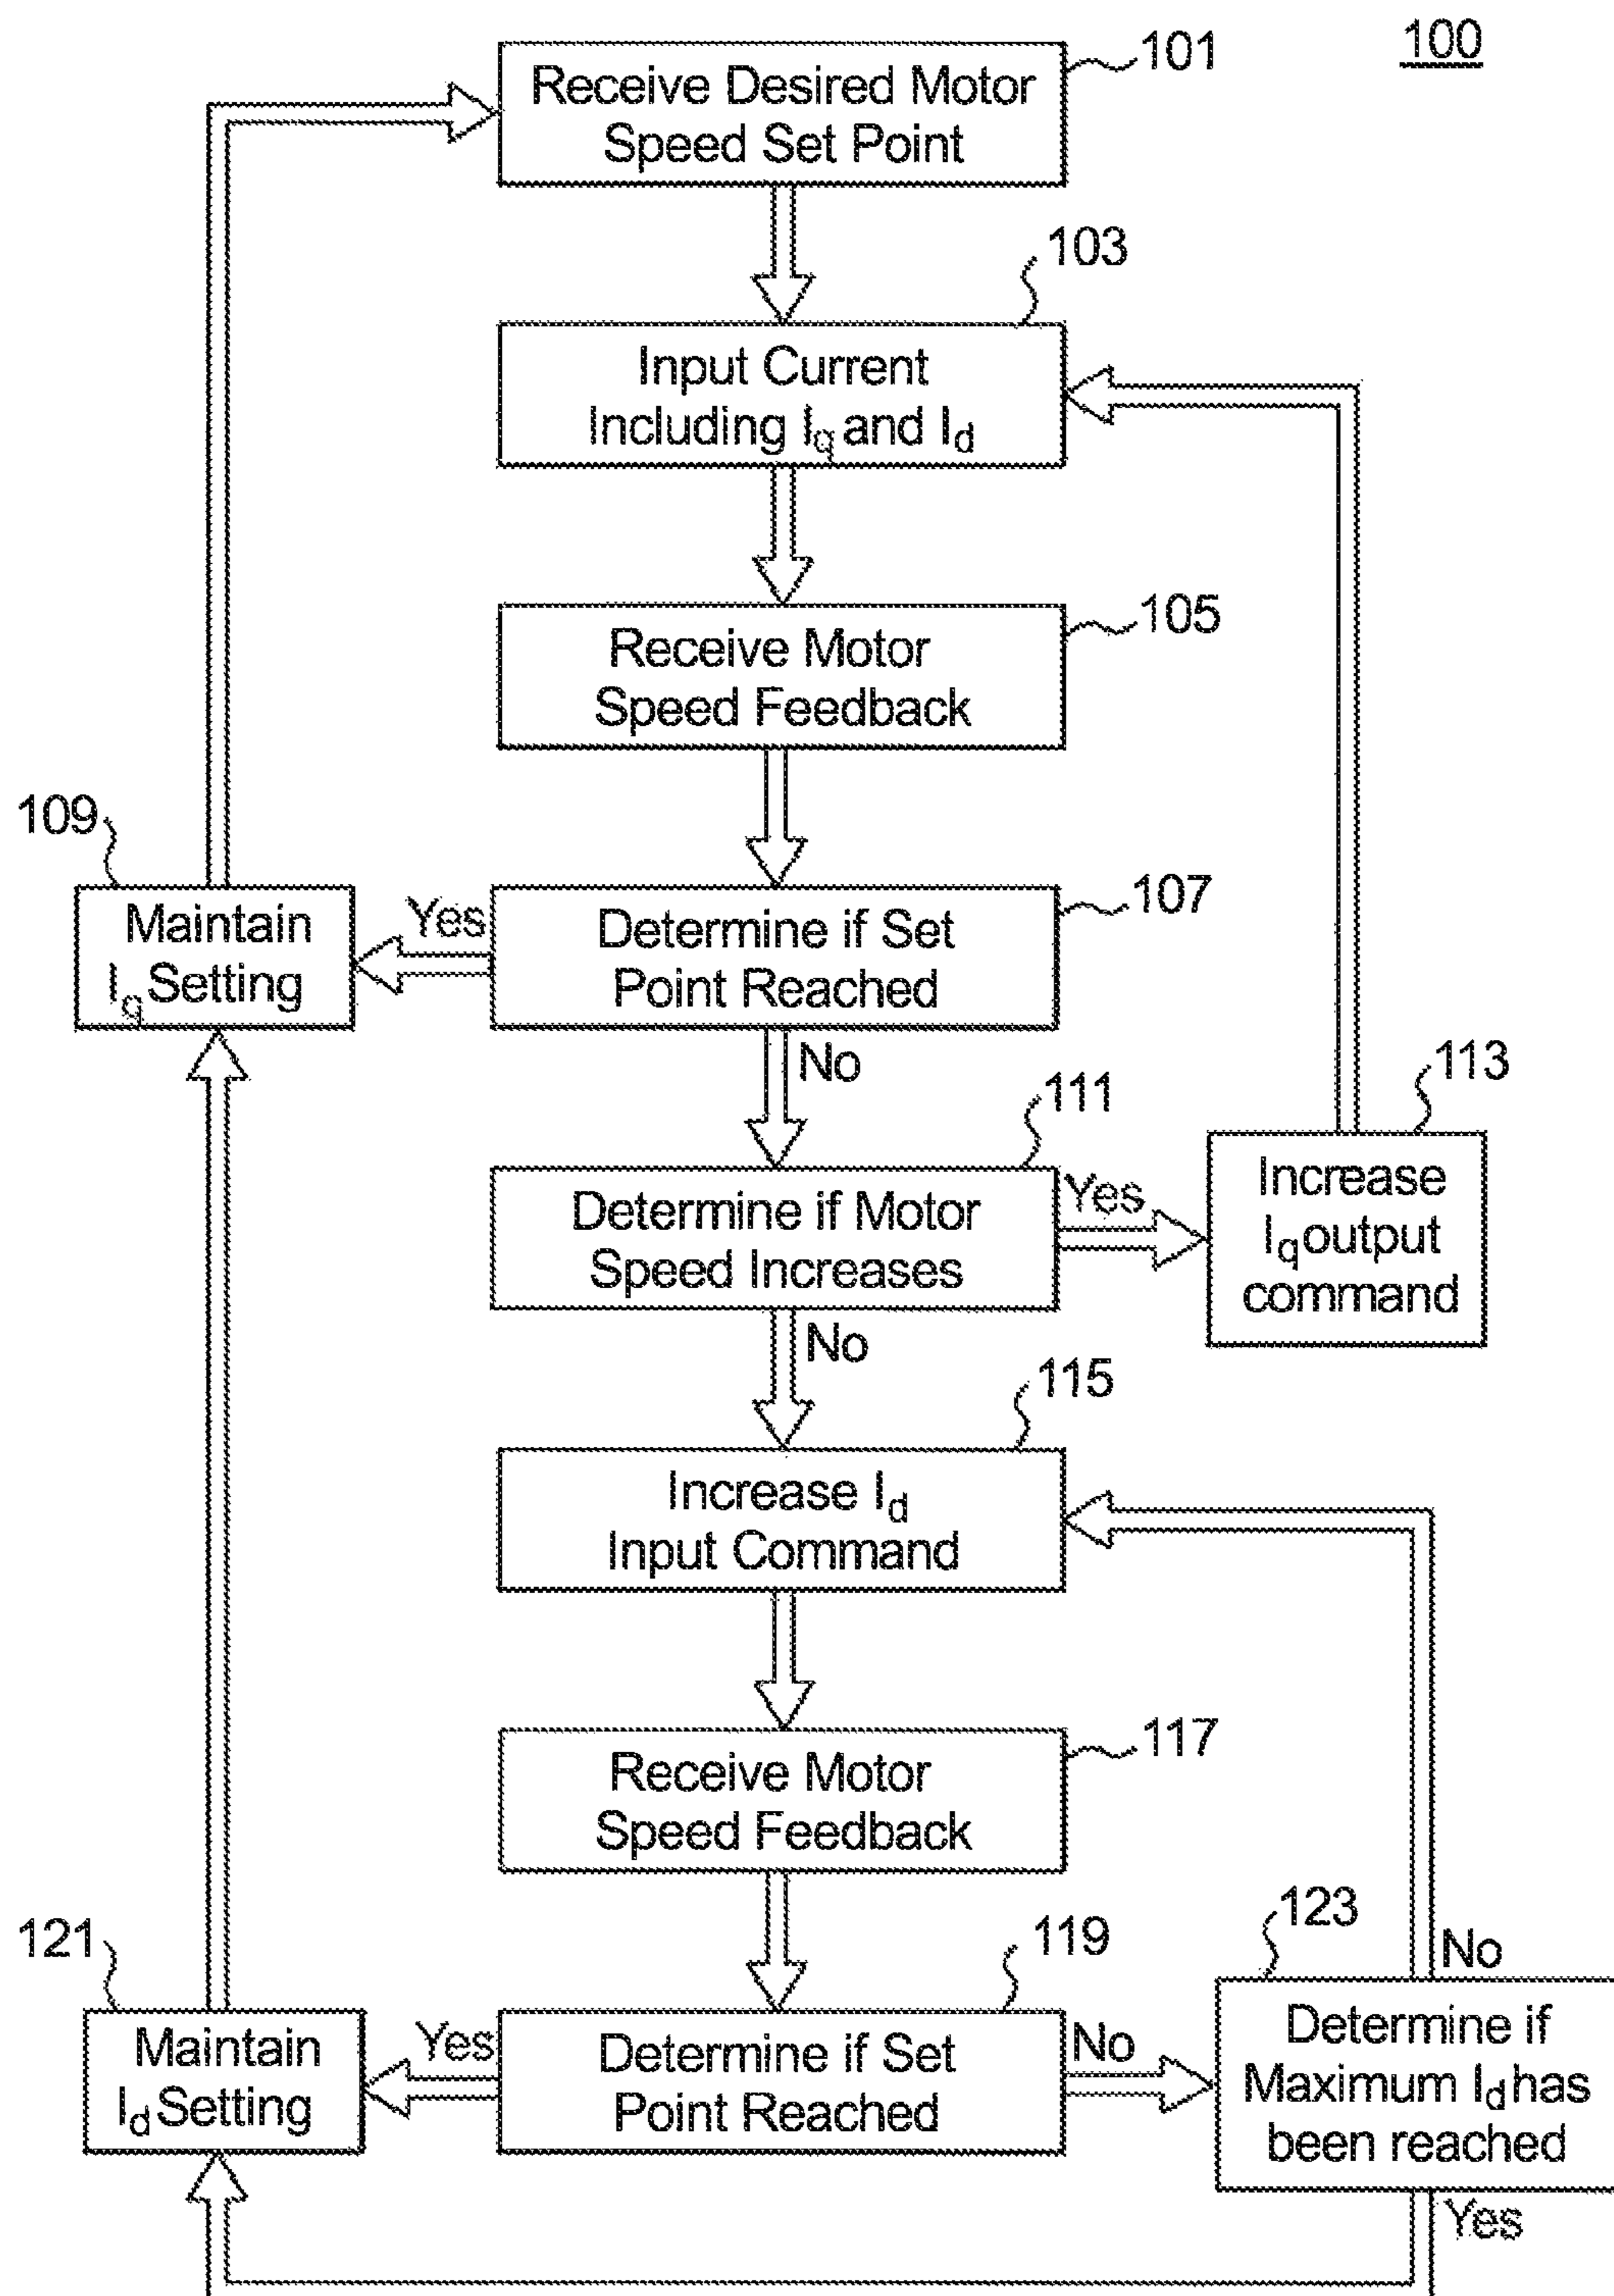 100
101
Receive Desired Motor
Speed Set Point
103
Input Current
Including Iq and Id
105
Receive Motor
Speed Feedback
109
Maintain
Iq Setting
Yes
107
Determine if Set
Point Reached
No
111
Determine if Motor
Speed Increases
Yes
113
Increase
Iq output
command
No
115
Increase Id
Input Command
117
Receive Motor
Speed Feedback
121
Maintain
Id Setting
Yes
119
Determine if Set
Point Reached
No
123
No
Determine if
Maximum Id has
been reached
Yes